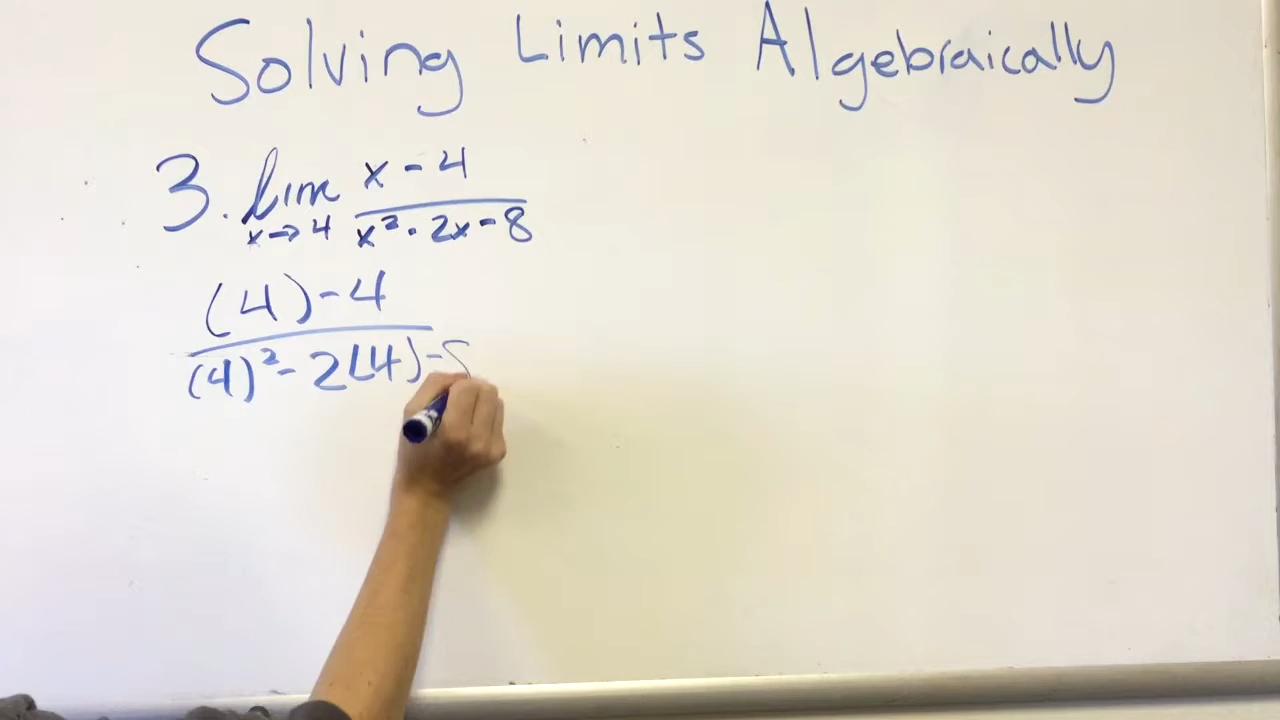 Solving Limits Algebraically
3. lim x - 4
x→4 x² - 2x - 8
(4) - 4
(4)² - 2(4) -